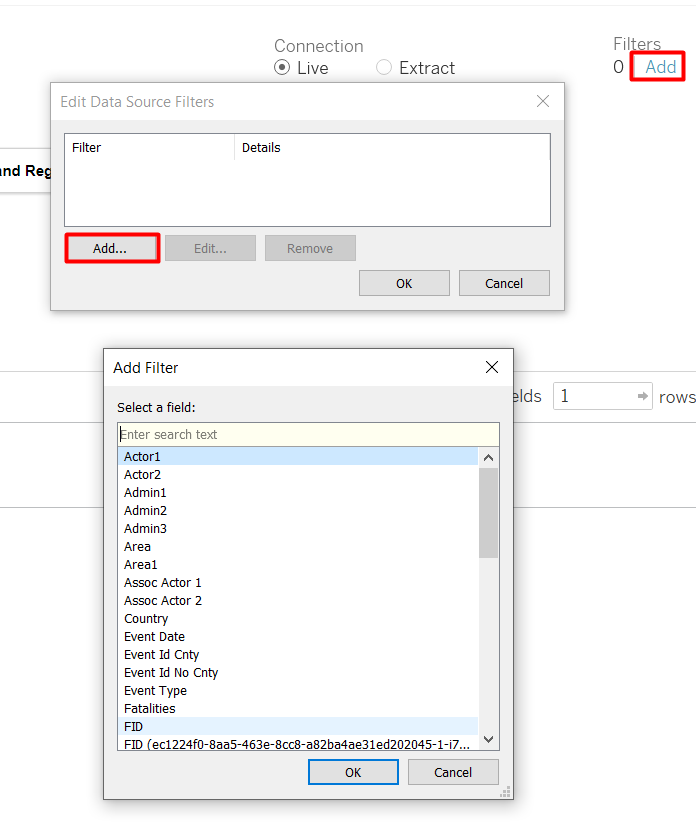 Connection
Filters
Live
Extract
0 Add
Edit Data Source Filters
and Reg
Filter
Details
Add...
Edit...
Remove
OK
Cancel
Add Filter
elds
1
rows
Select a field:
Enter search text
Actor1
Actor2
Admin1
Admin2
Admin3
Area
Area1
Assoc Actor 1
Assoc Actor 2
Country
Event Date
Event Id Cnty
Event Id No Cnty
Event Type
Fatalities
FID
FID (ec1224f0-8aa5-463e-8cc8-a82ba4ae31ed202045-1-i7...
OK
Cancel